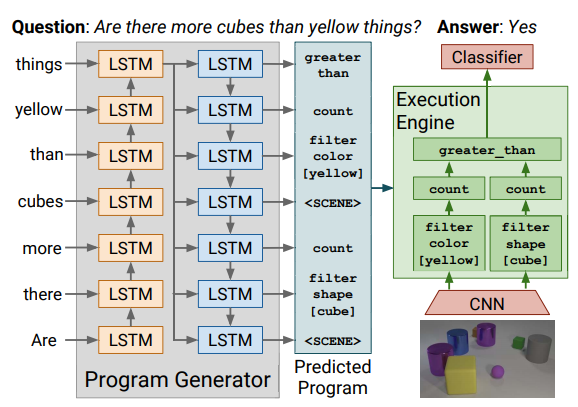 Question: Are there more cubes than yellow things? Answer: Yes
things
LSTM
LSTM
greater
than
yellow
LSTM
LSTM
count
than
LSTM
LSTM
filter
color
[yellow]
cubes
LSTM
LSTM
<SCENE>
more
LSTM
LSTM
count
there
LSTM
LSTM
filter
shape
[cube]
Are
LSTM
LSTM
<SCENE>
Program Generator
Predicted
Program
Classifier
Execution
Engine
greater_than
count
count
filter
color
[yellow]
filter
shape
[cube]
CNN